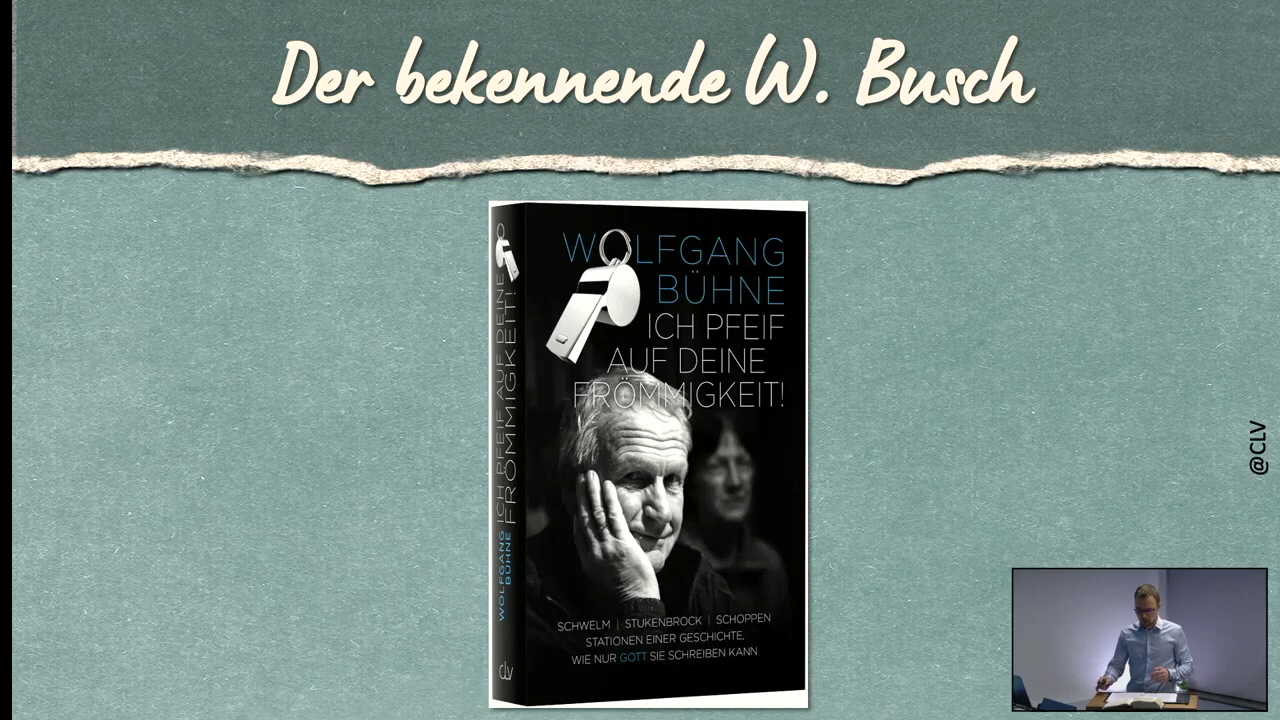 Der bekennende W. Busch
WOLFGANG
BÜHNE
ICH PFEIF
AUF DEINE
FRÖMMIGKEIT!
SCHWELM | STUKENBROCK | SCHOPPEN
STATIONEN EINER GESCHICHTE,
WIE NUR GOTT SIE SCHREIBEN KANN
WOLFGANG
BÜHNE
ICH PFEIF AUF DEINE
FRÖMMIGKEIT!
clv
@CLV